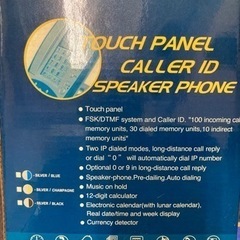 TOUCH PANEL
CALLER ID
SPEAKER PHONE
Touch panel
FSK/DTMF system and Caller ID. "100 incoming cal
memory units, 30 dialed memory units,10 indirect
memory units"
Two IP dialed modes, long-distance call reply
or dial "0" will automatically dial IP number
Optional 0 or 9 in long-distance call reply
Speaker-phone.Pre-dailing.Auto dialing
Music on hold
12-digit calculator
Electronic calendar(with lunar calendar),
Real date/time and week display
Currency detector
-SILVER / BLUE
-SILVER / CHAMPAGNE
-SILVER / BLACK